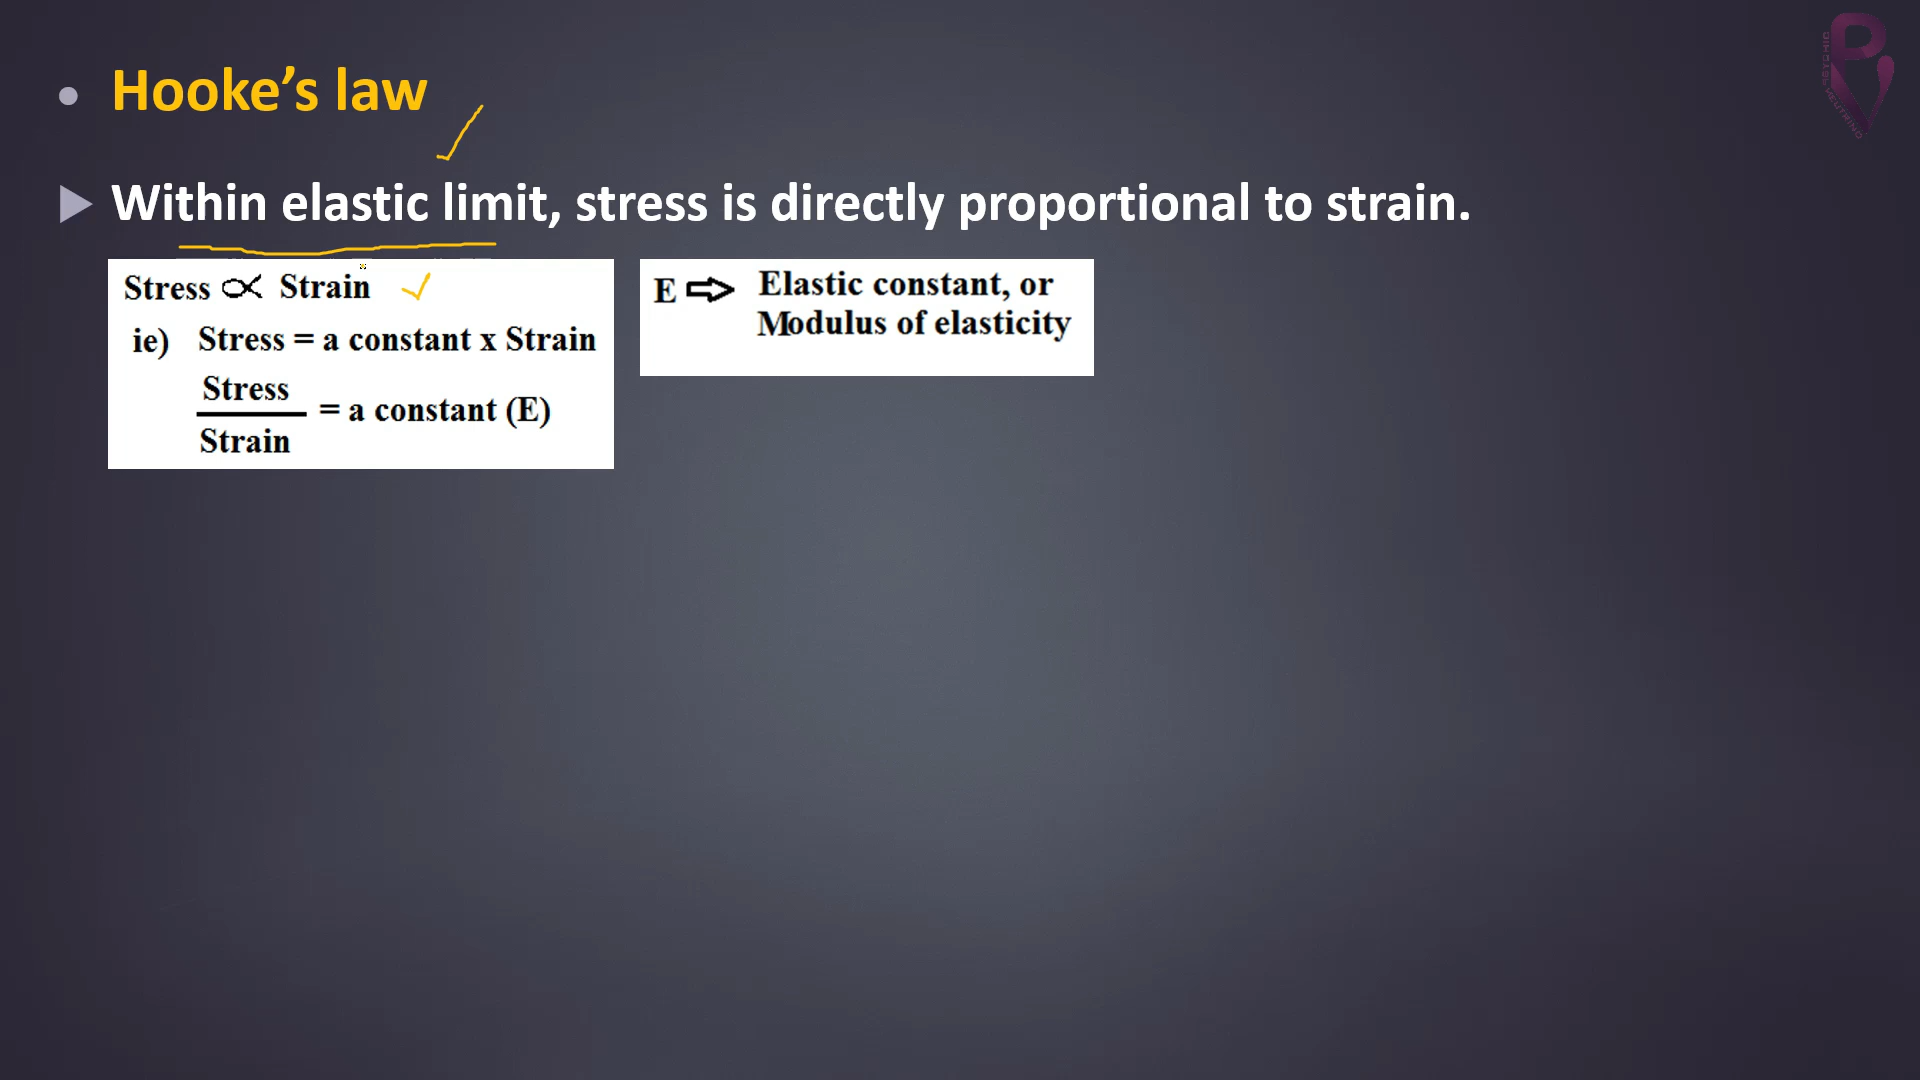 Hooke’s law
Within elastic limit, stress is directly proportional to strain.
Stress ∝ Strain
ie) Stress = a constant x Strain
Stress
Strain
= a constant (E)
E ⇨ Elastic constant, or
Modulus of elasticity